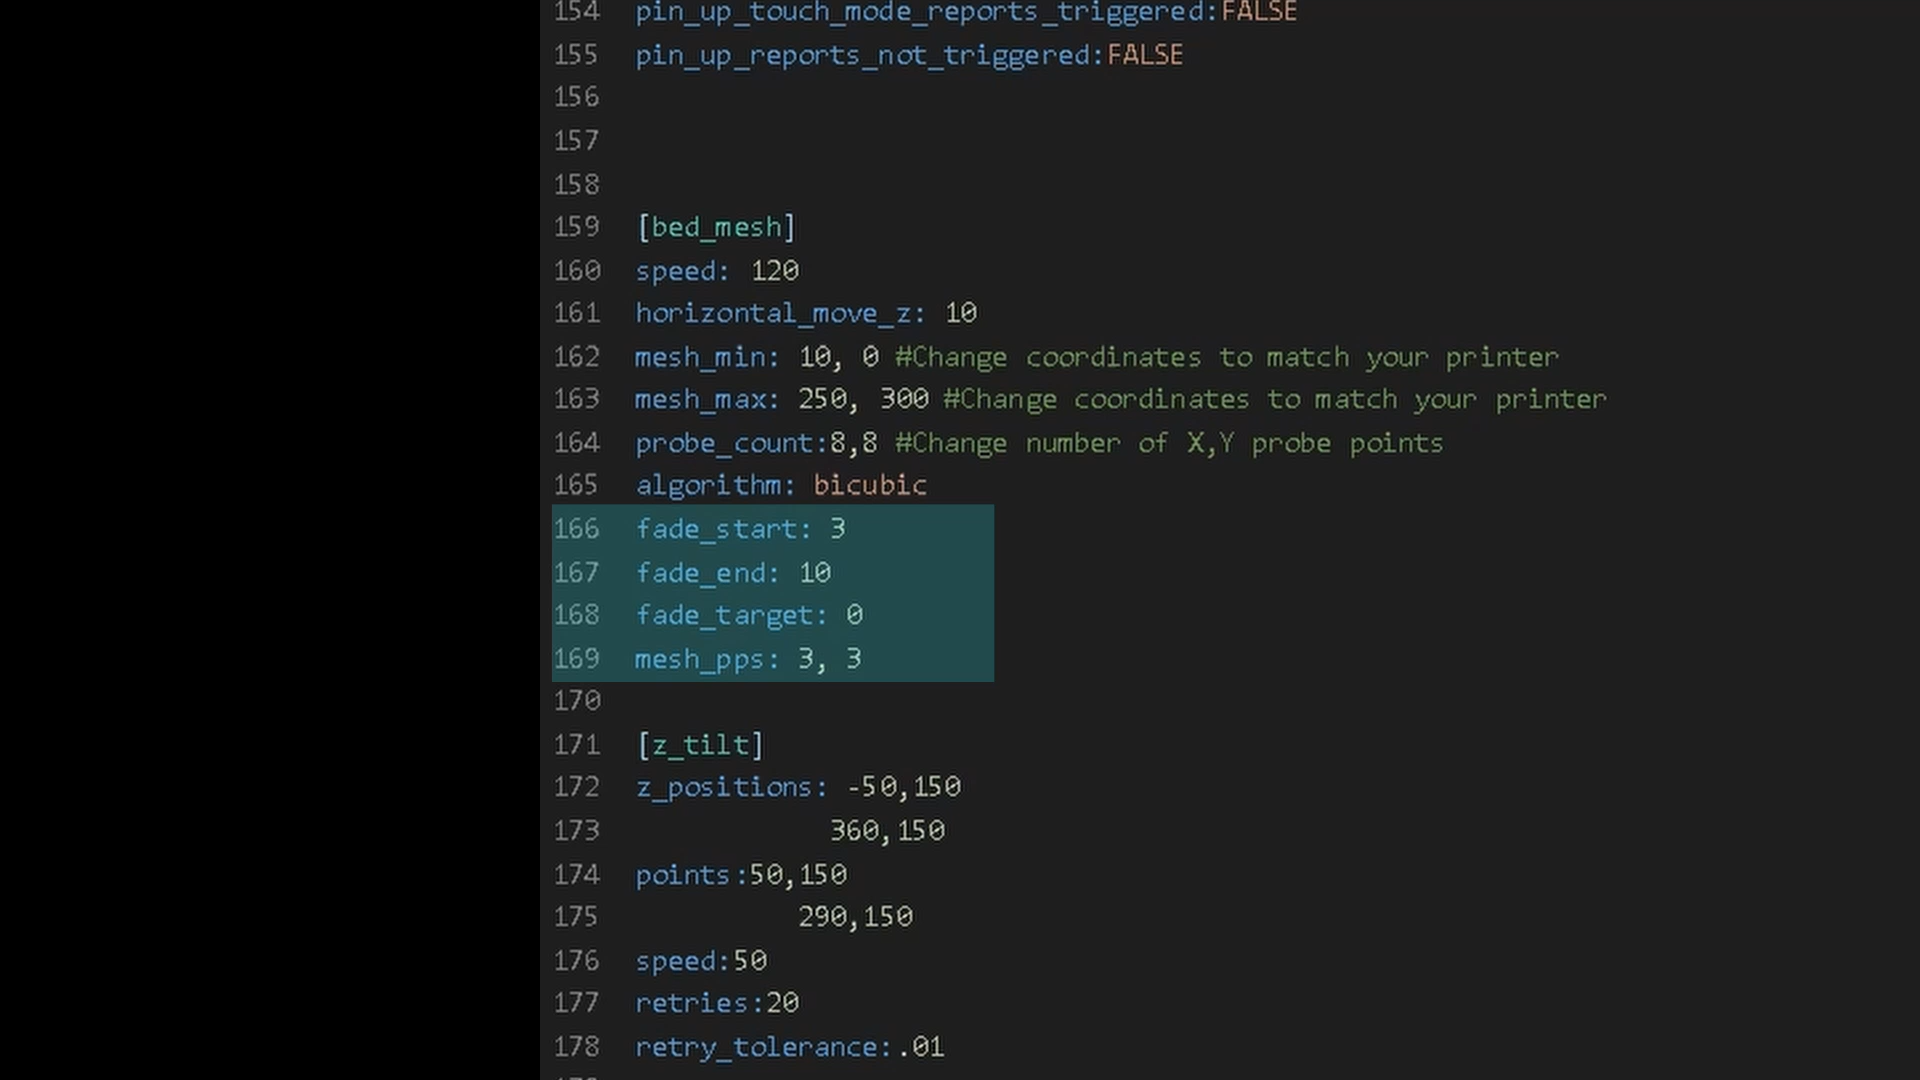 154 pin_up_touch_mode_reports_triggered:FALSE
155 pin_up_reports_not_triggered:FALSE
156
157
158
159 [bed_mesh]
160 speed: 120
161 horizontal_move_z: 10
162 mesh_min: 10, 0 #Change coordinates to match your printer
163 mesh_max: 250, 300 #Change coordinates to match your printer
164 probe_count:8,8 #Change number of X,Y probe points
165 algorithm: bicubic
166 fade_start: 3
167 fade_end: 10
168 fade_target: 0
169 mesh_pps: 3, 3
170
171 [z_tilt]
172 z_positions: -50,150
173 360,150
174 points:50,150
175 290,150
176 speed:50
177 retries:20
178 retry_tolerance:.01